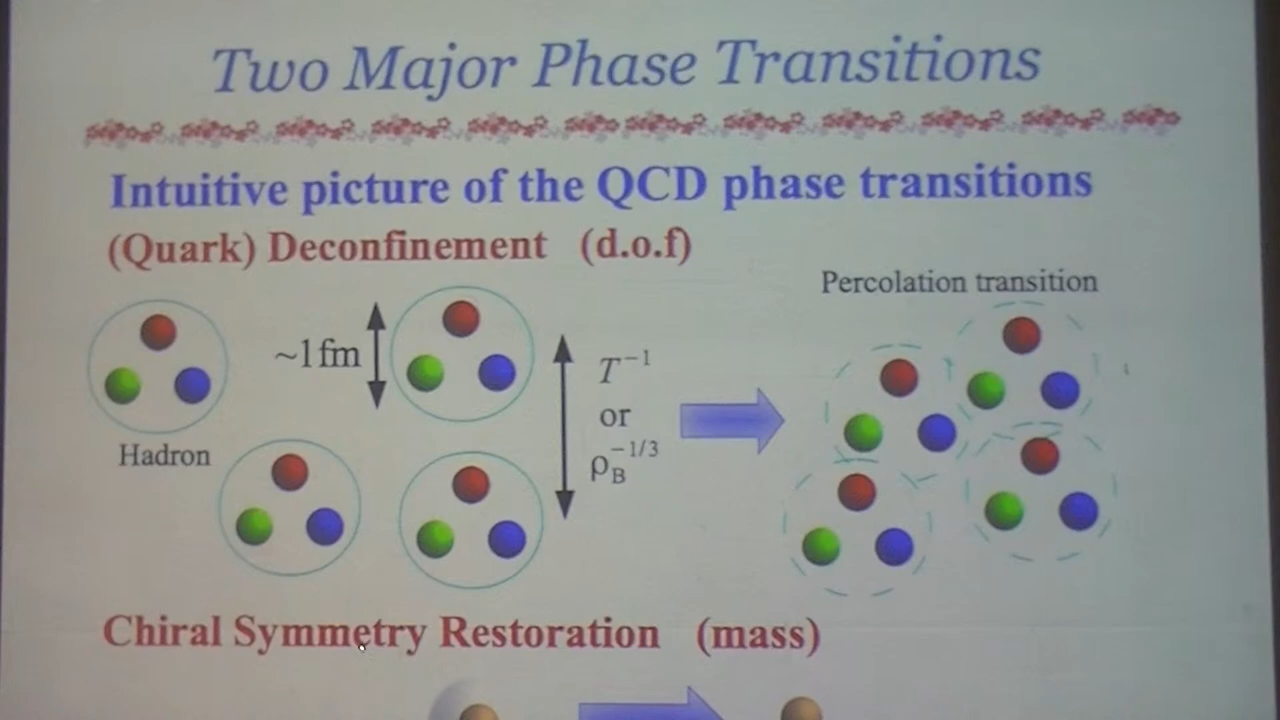 Two Major Phase Transitions
Intuitive picture of the QCD phase transitions
(Quark) Deconfinement (d.o.f)
Percolation transition
~1 fm
T⁻¹
or
ρ_B^{-1/3}
Hadron
Chiral Symmetry Restoration (mass)